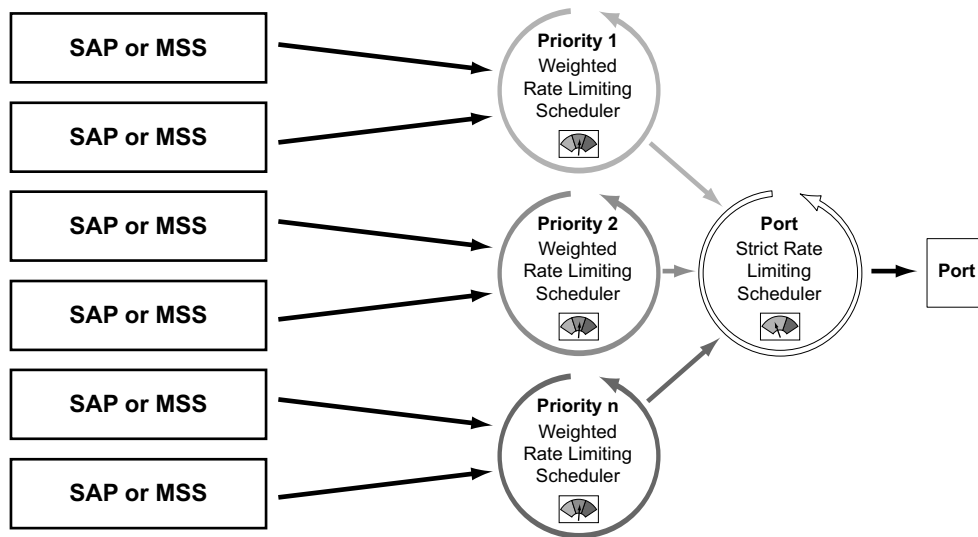 SAP or MSS
SAP or MSS
SAP or MSS
SAP or MSS
SAP or MSS
SAP or MSS
Priority 1
Weighted
Rate Limiting
Scheduler
Priority 2
Weighted
Rate Limiting
Scheduler
Priority n
Weighted
Rate Limiting
Scheduler
Port
Strict Rate
Limiting
Scheduler
Port